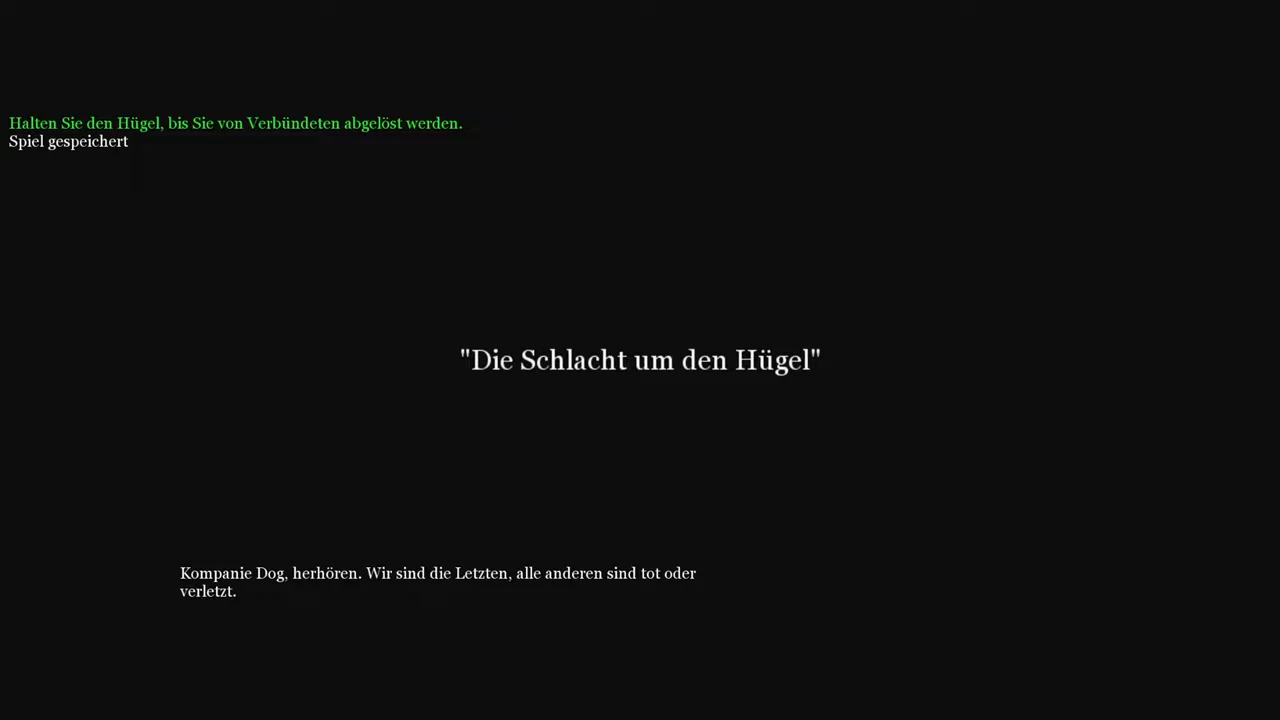 Halten Sie den Hügel, bis Sie von Verbündeten abgelöst werden.
Spiel gespeichert
"Die Schlacht um den Hügel"
Kompanie Dog, herhören. Wir sind die Letzten, alle anderen sind tot oder
verletzt.